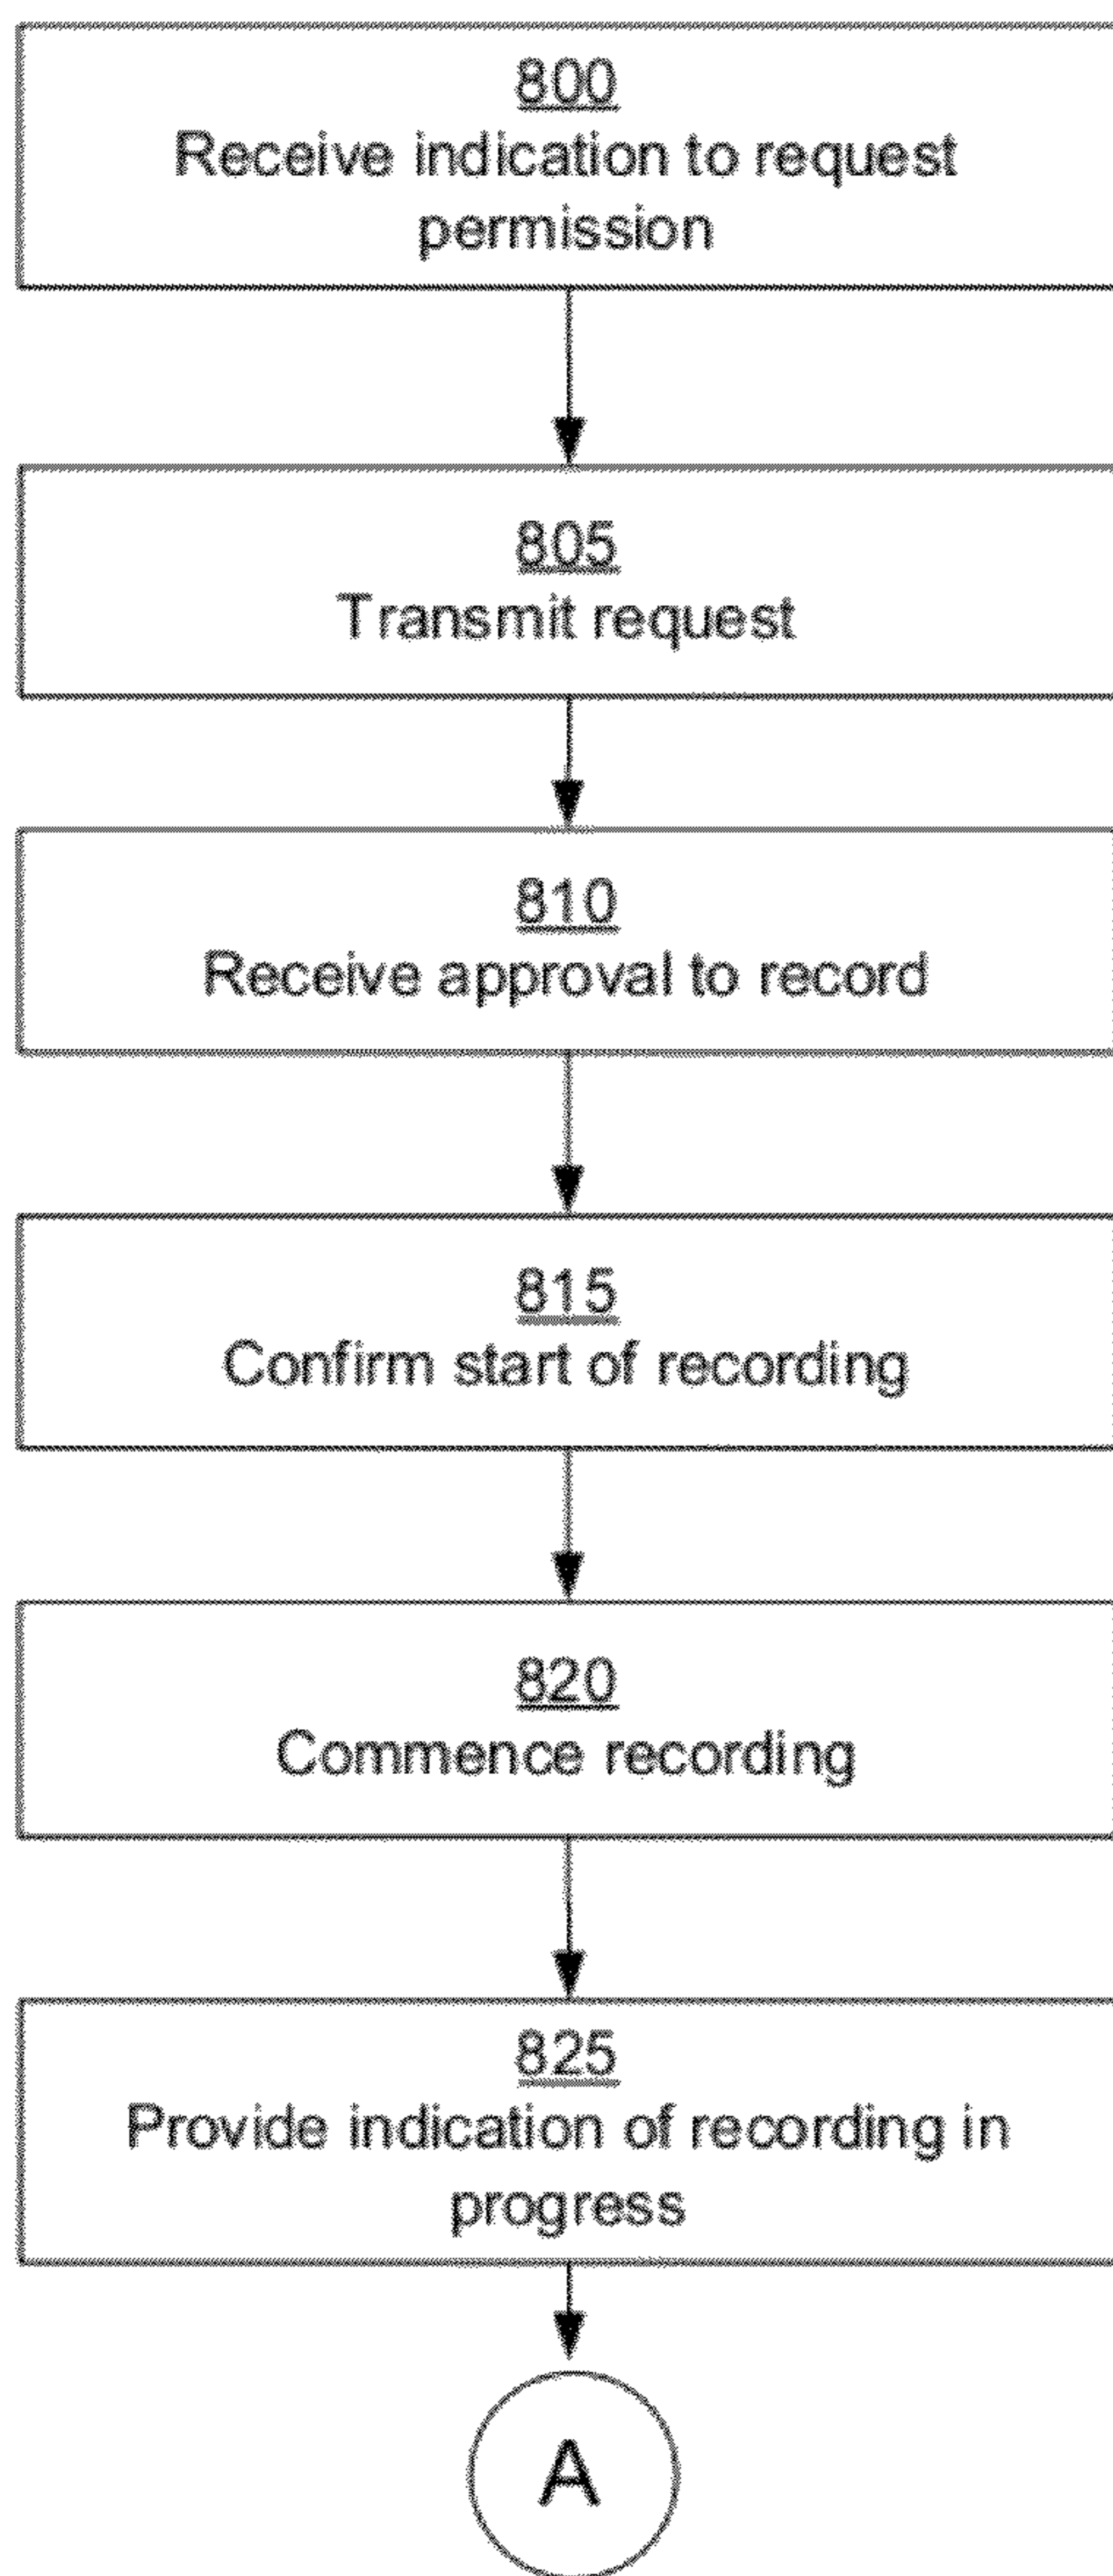 800
Receive indication to request
permission
805
Transmit request
810
Receive approval to record
815
Confirm start of recording
820
Commence recording
825
Provide indication of recording in
progress
A